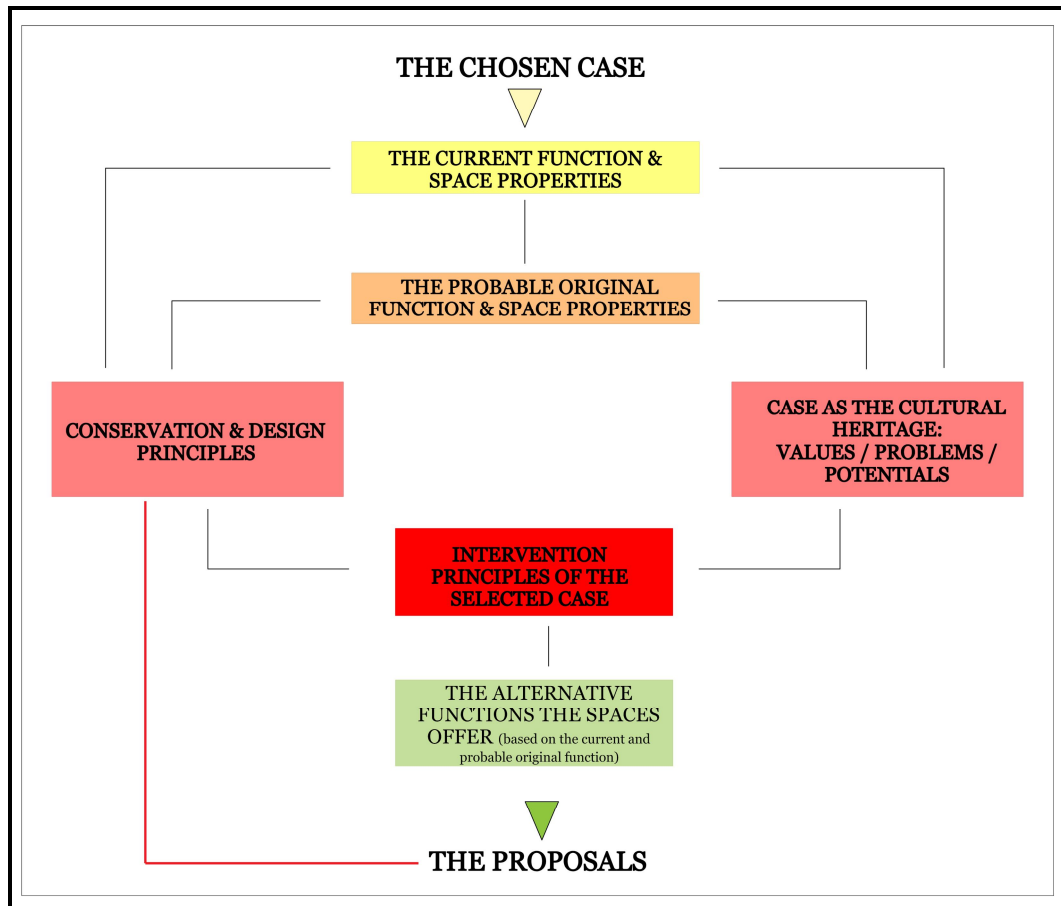 THE CHOSEN CASE
THE CURRENT FUNCTION &
SPACE PROPERTIES
THE PROBABLE ORIGINAL
FUNCTION & SPACE PROPERTIES
CONSERVATION & DESIGN
PRINCIPLES
CASE AS THE CULTURAL
HERITAGE:
VALUES / PROBLEMS /
POTENTIALS
INTERVENTION
PRINCIPLES OF THE
SELECTED CASE
THE ALTERNATIVE
FUNCTIONS THE SPACES
OFFER (based on the current and
probable original function)
THE PROPOSALS